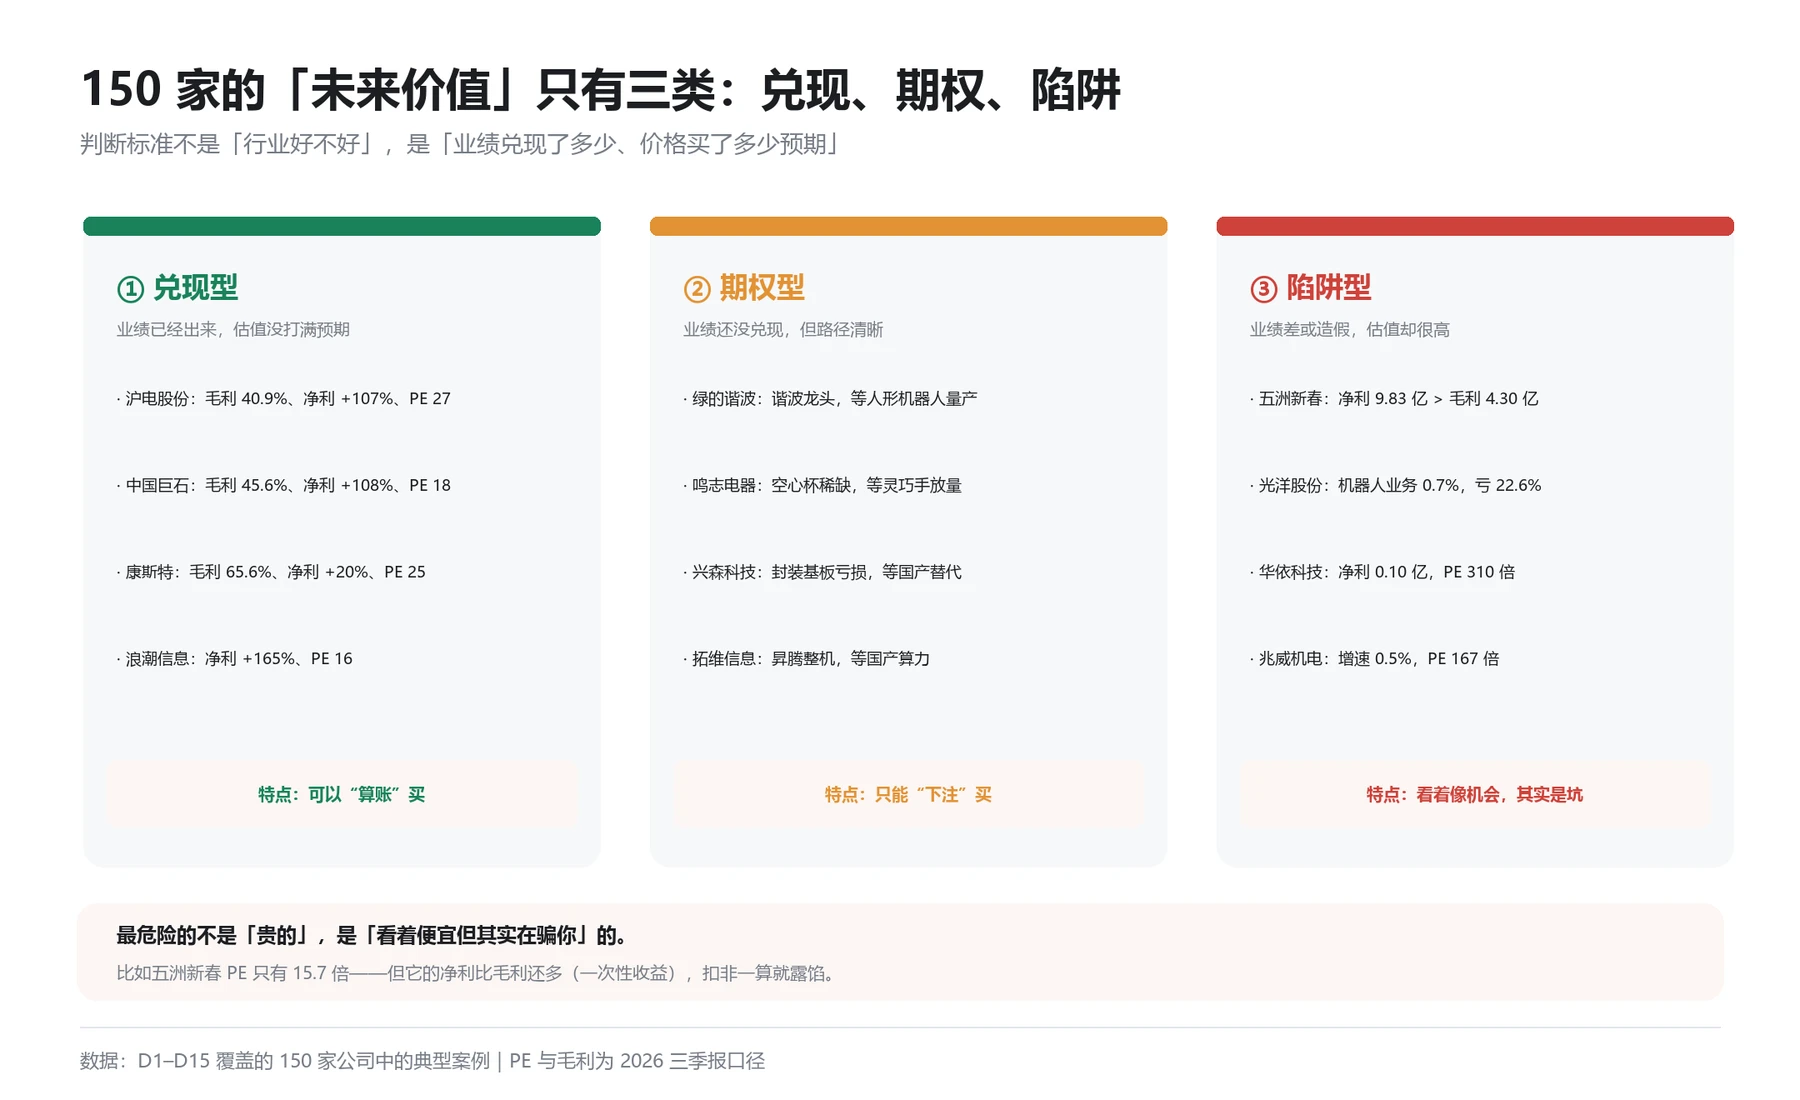 150 家的「未来价值」只有三类：兑现、期权、陷阱
判断标准不是「行业好不好」，是「业绩兑现了多少、价格买了多少预期」
① 兑现型
业绩已经出来，估值没打满预期
· 沪电股份：毛利 40.9%、净利 +107%、PE 27
· 中国巨石：毛利 45.6%、净利 +108%、PE 18
· 康斯特：毛利 65.6%、净利 +20%、PE 25
· 浪潮信息：净利 +165%、PE 16
特点：可以“算账”买
② 期权型
业绩还没兑现，但路径清晰
· 绿的谐波：谐波龙头，等人形机器人量产
· 鸣志电器：空心杯稀缺，等灵巧手放量
· 兴森科技：封装基板亏损，等国产替代
· 拓维信息：昇腾整机，等国产算力
特点：只能“下注”买
③ 陷阱型
业绩差或造假，估值却很高
· 五洲新春：净利 9.83 亿 > 毛利 4.30 亿
· 光洋股份：机器人业务 0.7%，亏 22.6%
· 华依科技：净利 0.10 亿，PE 310 倍
· 兆威机电：增速 0.5%，PE 167 倍
特点：看着像机会，其实是坑
最危险的不是「贵的」，是「看着便宜但其实在骗你」的。
比如五洲新春 PE 只有 15.7 倍——但它的净利比毛利还多（一次性收益），扣非一算就露馅。
数据：D1–D15 覆盖的 150 家公司中的典型案例 | PE 与毛利为 2026 三季报口径